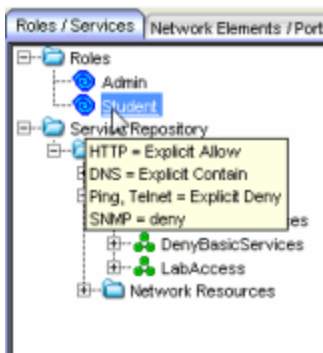 Roles / Services Network Elements / Port
Roles
Admin
Student
Service Repository
HTTP = Explicit Allow
DNS = Explicit Contain
Ping, Telnet = Explicit Deny
SNMP = deny
DenyBasicServices
LabAccess
Network Resources